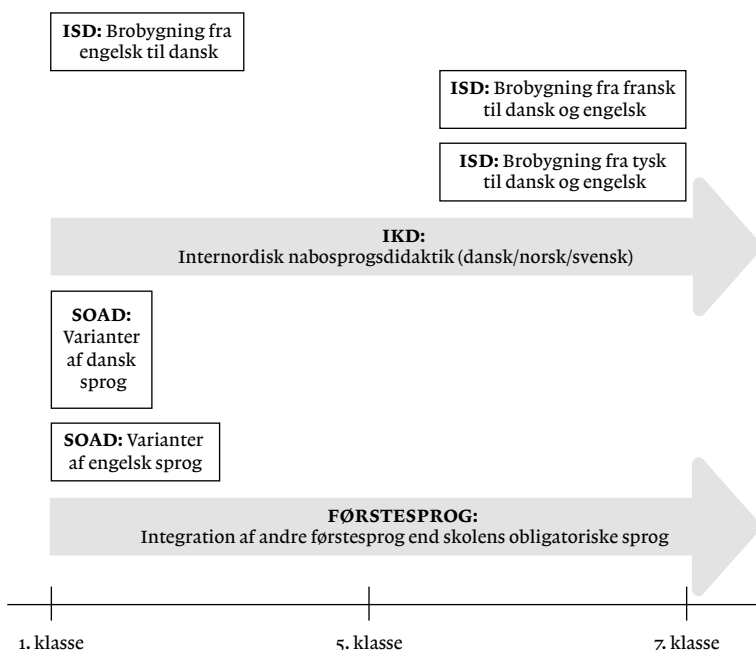 ISD: Brobygning fra
engelsk til dansk
ISD: Brobygning fra fransk
til dansk og engelsk
ISD: Brobygning fra tysk
til dansk og engelsk
IKD:
Internordisk nabosprogsdidaktik (dansk/norsk/svensk)
SOAD:
Varianter
af dansk
sprog
SOAD: Varianter
af engelsk sprog
FØRSTESPROG:
Integration af andre førstesprog end skolens obligatoriske sprog
1. klasse
5. klasse
7. klasse